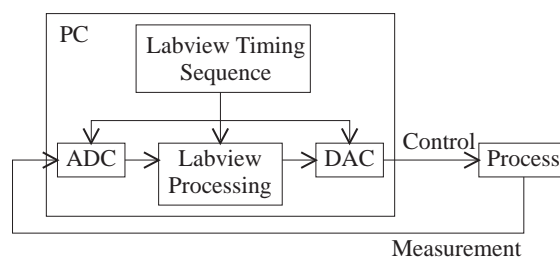 PC
Labview Timing
Sequence
ADC
Labview
Processing
DAC
Control
Process
Measurement